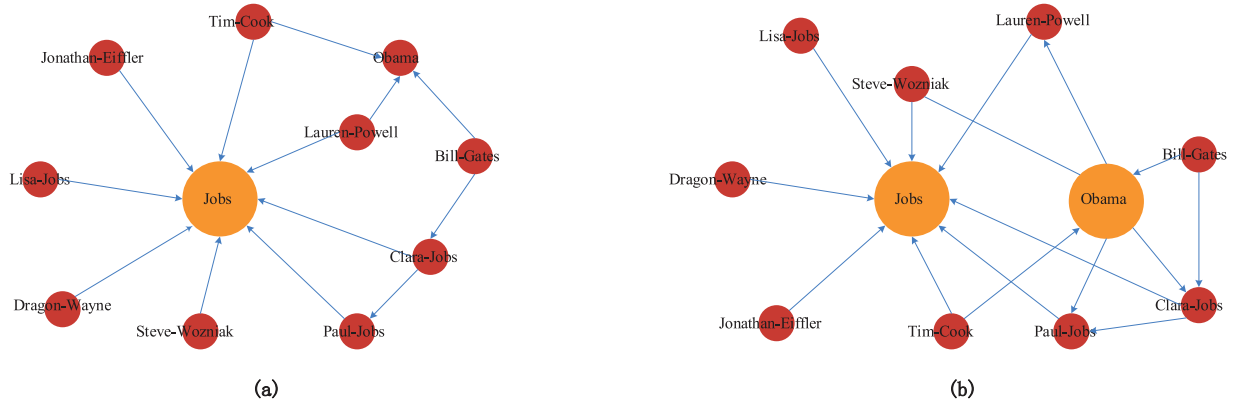 Tim-Cook
Jonathan-Eiffler
Obama
Lauren-Powell
Bill-Gates
Lisa-Jobs
Jobs
Clara-Jobs
Dragon-Wayne
Steve-Wozniak
Paul-Jobs
(a)
Lauren-Powell
Lisa-Jobs
Steve-Wozniak
Bill-Gates
Dragon-Wayne
Jobs
Obama
Clara-Jobs
Jonathan-Eiffler
Tim-Cook
Paul-Jobs
(b)